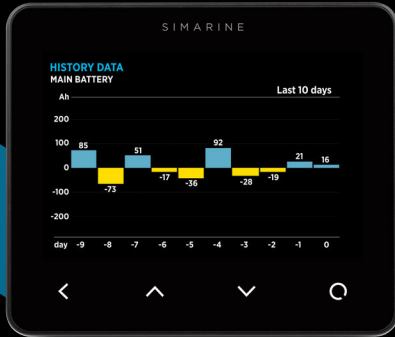 SIMARINE
HISTORY DATA
MAIN BATTERY
Ah
Last 10 days
200
100
0
-100
-200
85
-73
51
-17
-36
92
-28
-19
21
16
day -9 -8 -7 -6 -5 -4 -3 -2 -1 0